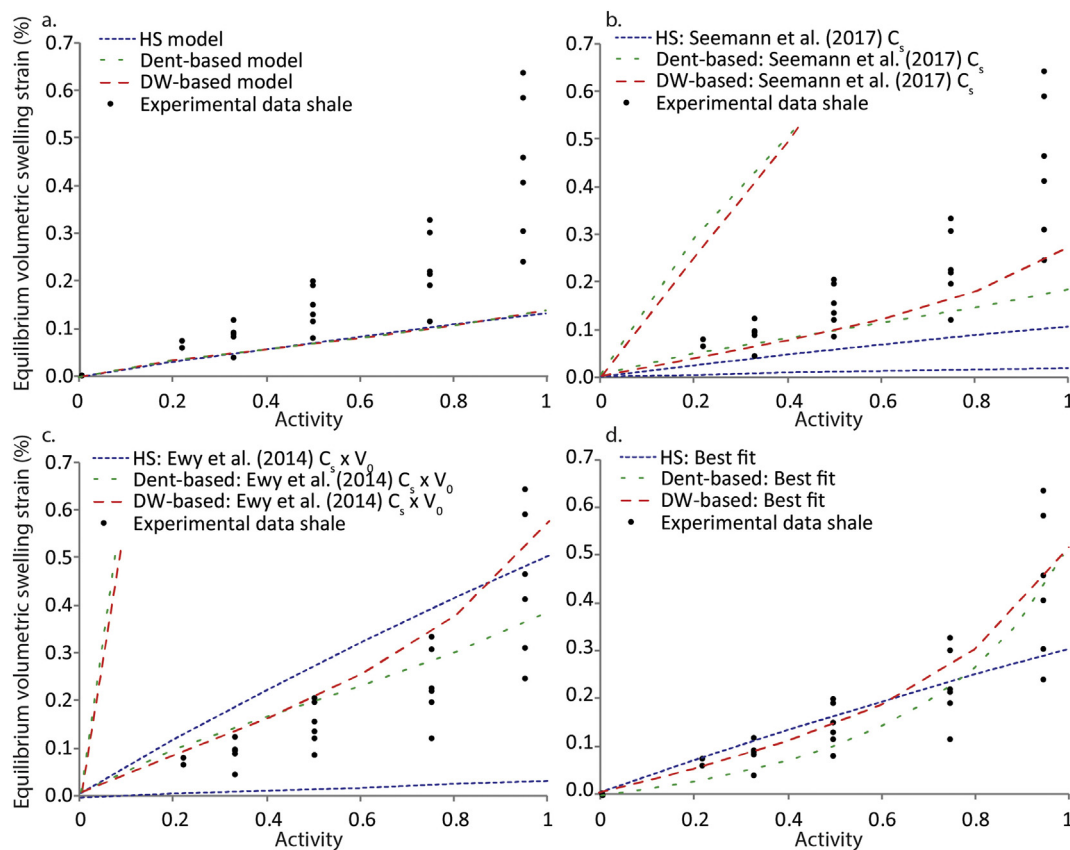 a.
Equilibrium volumetric swelling strain (%)
0.7
0.6
0.5
0.4
0.3
0.2
0.1
0.0
HS model
Dent-based model
DW-based model
Experimental data shale
0.2
0.4
0.6
0.8
1
Activity
b.
0.7
0.6
0.5
0.4
0.3
0.2
0.1
0.0
HS: Seemann et al. (2017) Cs
Dent-based: Seemann et al. (2017) Cs
DW-based: Seemann et al. (2017) Cs
Experimental data shale
0
0.2
0.4
0.6
0.8
1
Activity
c.
Equilibrium volumetric swelling strain (%)
0.7
0.6
0.5
0.4
0.3
0.2
0.1
0.0
HS: Ewy et al. (2014) Cs x V0
Dent-based: Ewy et al. (2014) Cs x V0
DW-based: Ewy et al. (2014) Cs x V0
Experimental data shale
0
0.2
0.4
0.6
0.8
1
Activity
d.
0.7
0.6
0.5
0.4
0.3
0.2
0.1
0.0
HS: Best fit
Dent-based: Best fit
DW-based: Best fit
Experimental data shale
0
0.2
0.4
0.6
0.8
1
Activity